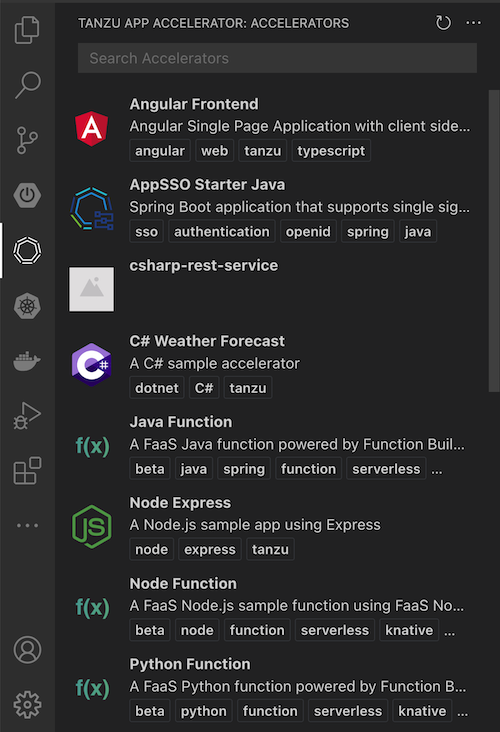 TANZU APP ACCELERATOR: ACCELERATORS
Search Accelerators
Angular Frontend
Angular Single Page Application with client side...
angular web tanzu typescript
AppSSO Starter Java
Spring Boot application that supports single sig...
sso authentication openid spring java
csharp-rest-service
C# Weather Forecast
A C# sample accelerator
dotnet C# tanzu
Java Function
A FaaS Java function powered by Function Buil...
beta java spring function serverless ...
Node Express
A Node.js sample app using Express
node express tanzu
Node Function
A FaaS Node.js sample function using FaaS No...
beta node function serverless knative ...
Python Function
A FaaS Python function powered by Function B...
beta python function serverless knative ...
A
C#
f(x)
JS
f(x)
f(x)